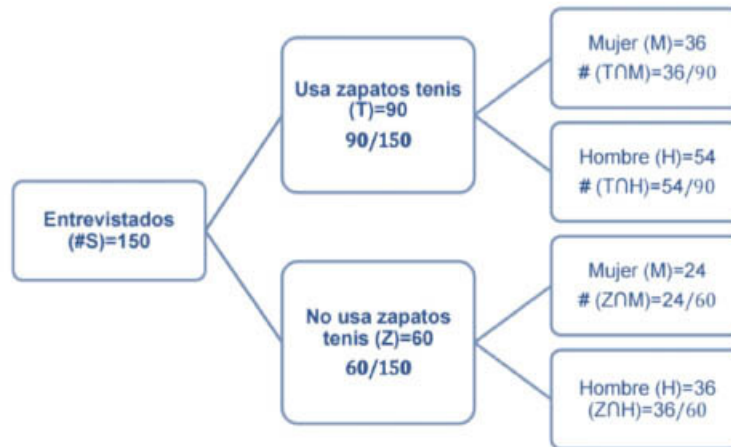 Entrevistados
(#S)=150
Usa zapatos tenis
(T)=90
90/150
Mujer (M)=36
# (T∩M)=36/90
Hombre (H)=54
# (T∩H)=54/90
No usa zapatos
tenis (Z)=60
60/150
Mujer (M)=24
# (Z∩M)=24/60
Hombre (H)=36
(Z∩H)=36/60